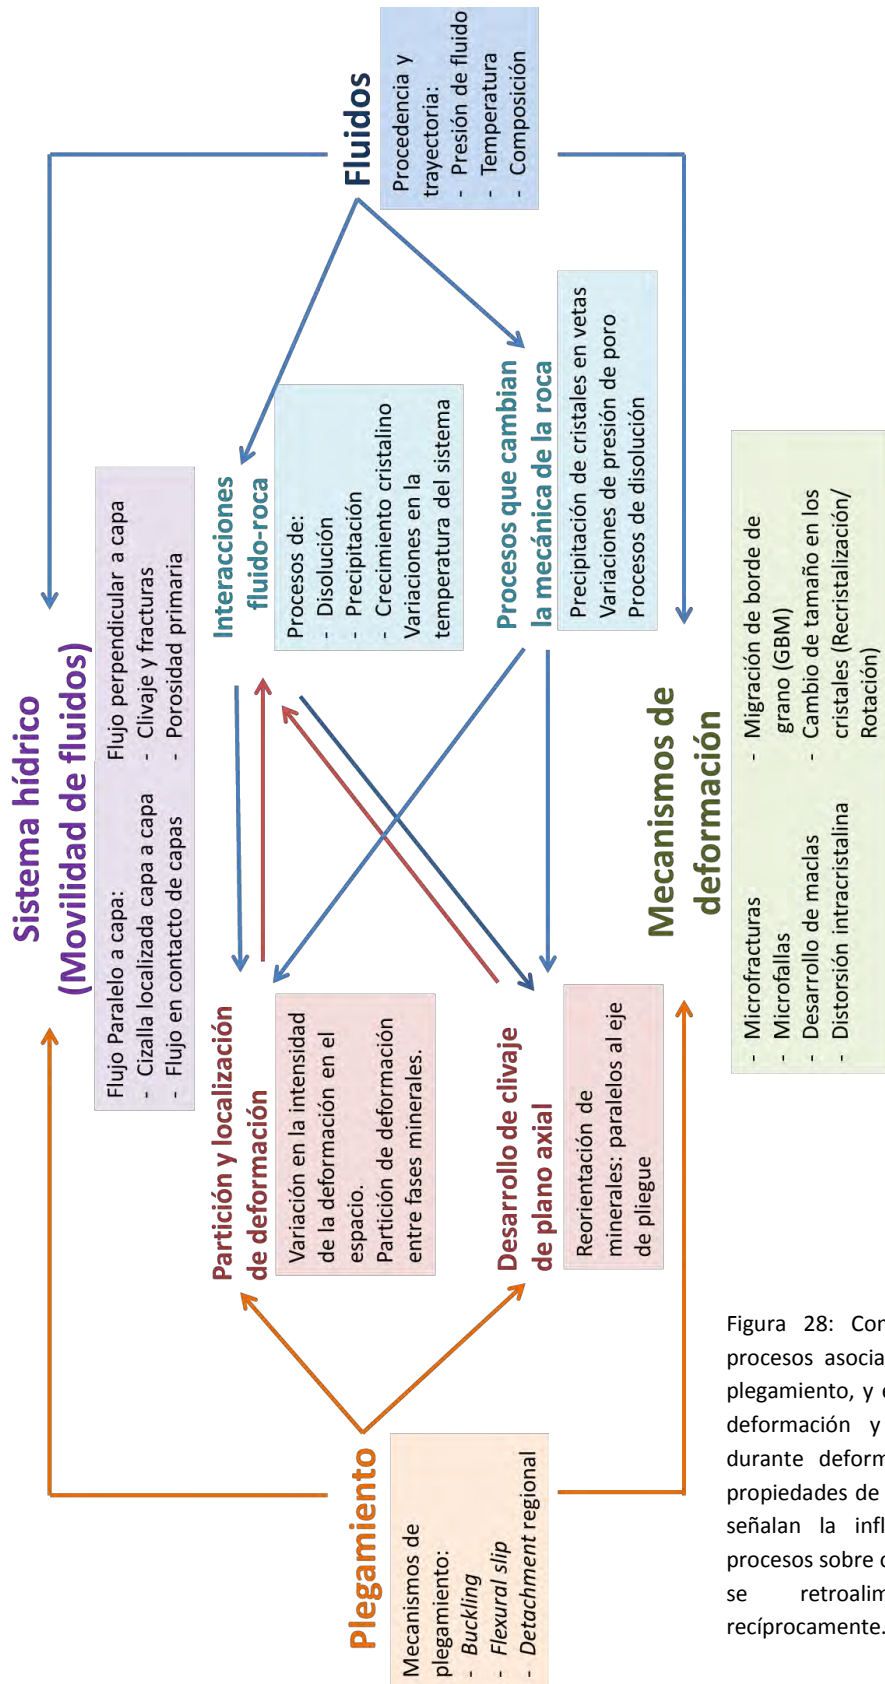 Sistema hídrico
(Movilidad de fluidos)
Flujo Paralelo a capa:
- Cizalla localizada capa a capa
- Flujo en contacto de capas
Flujo perpendicular a capa
- Clivaje y fracturas
- Porosidad primaria
Plegamiento
Mecanismos de
plegamiento:
- Buckling
- Flexural slip
- Detachment regional
Partición y localización
de deformación
Variación en la intensidad
de la deformación en el
espacio.
Partición de deformación
entre fases minerales.
Interacciones
fluido-roca
Procesos de:
- Disolución
- Precipitación
- Crecimiento cristalino
Variaciones en la
temperatura del sistema
Fluidos
Procedencia y
trayectoria:
- Presión de fluido
- Temperatura
- Composición
Desarrollo de clivaje
de plano axial
Reorientación de
minerales: paralelos al eje
de pliegue
Procesos que cambian
la mecánica de la roca
Precipitación de cristales en vetas
Variaciones de presión de poro
Procesos de disolución
Mecanismos de
deformación
- Microfracturas
- Microfallas
- Desarrollo de maclas
- Distorsión intracristalina
- Migración de borde de
grano (GBM)
- Cambio de tamaño en los
cristales (Recristalización/
Rotación)
Figura 28: Con
procesos asocia
plegamiento, y e
deformación y
durante deform
propiedades de
señalan la infl
procesos sobre c
se retroalim
recíprocamente.